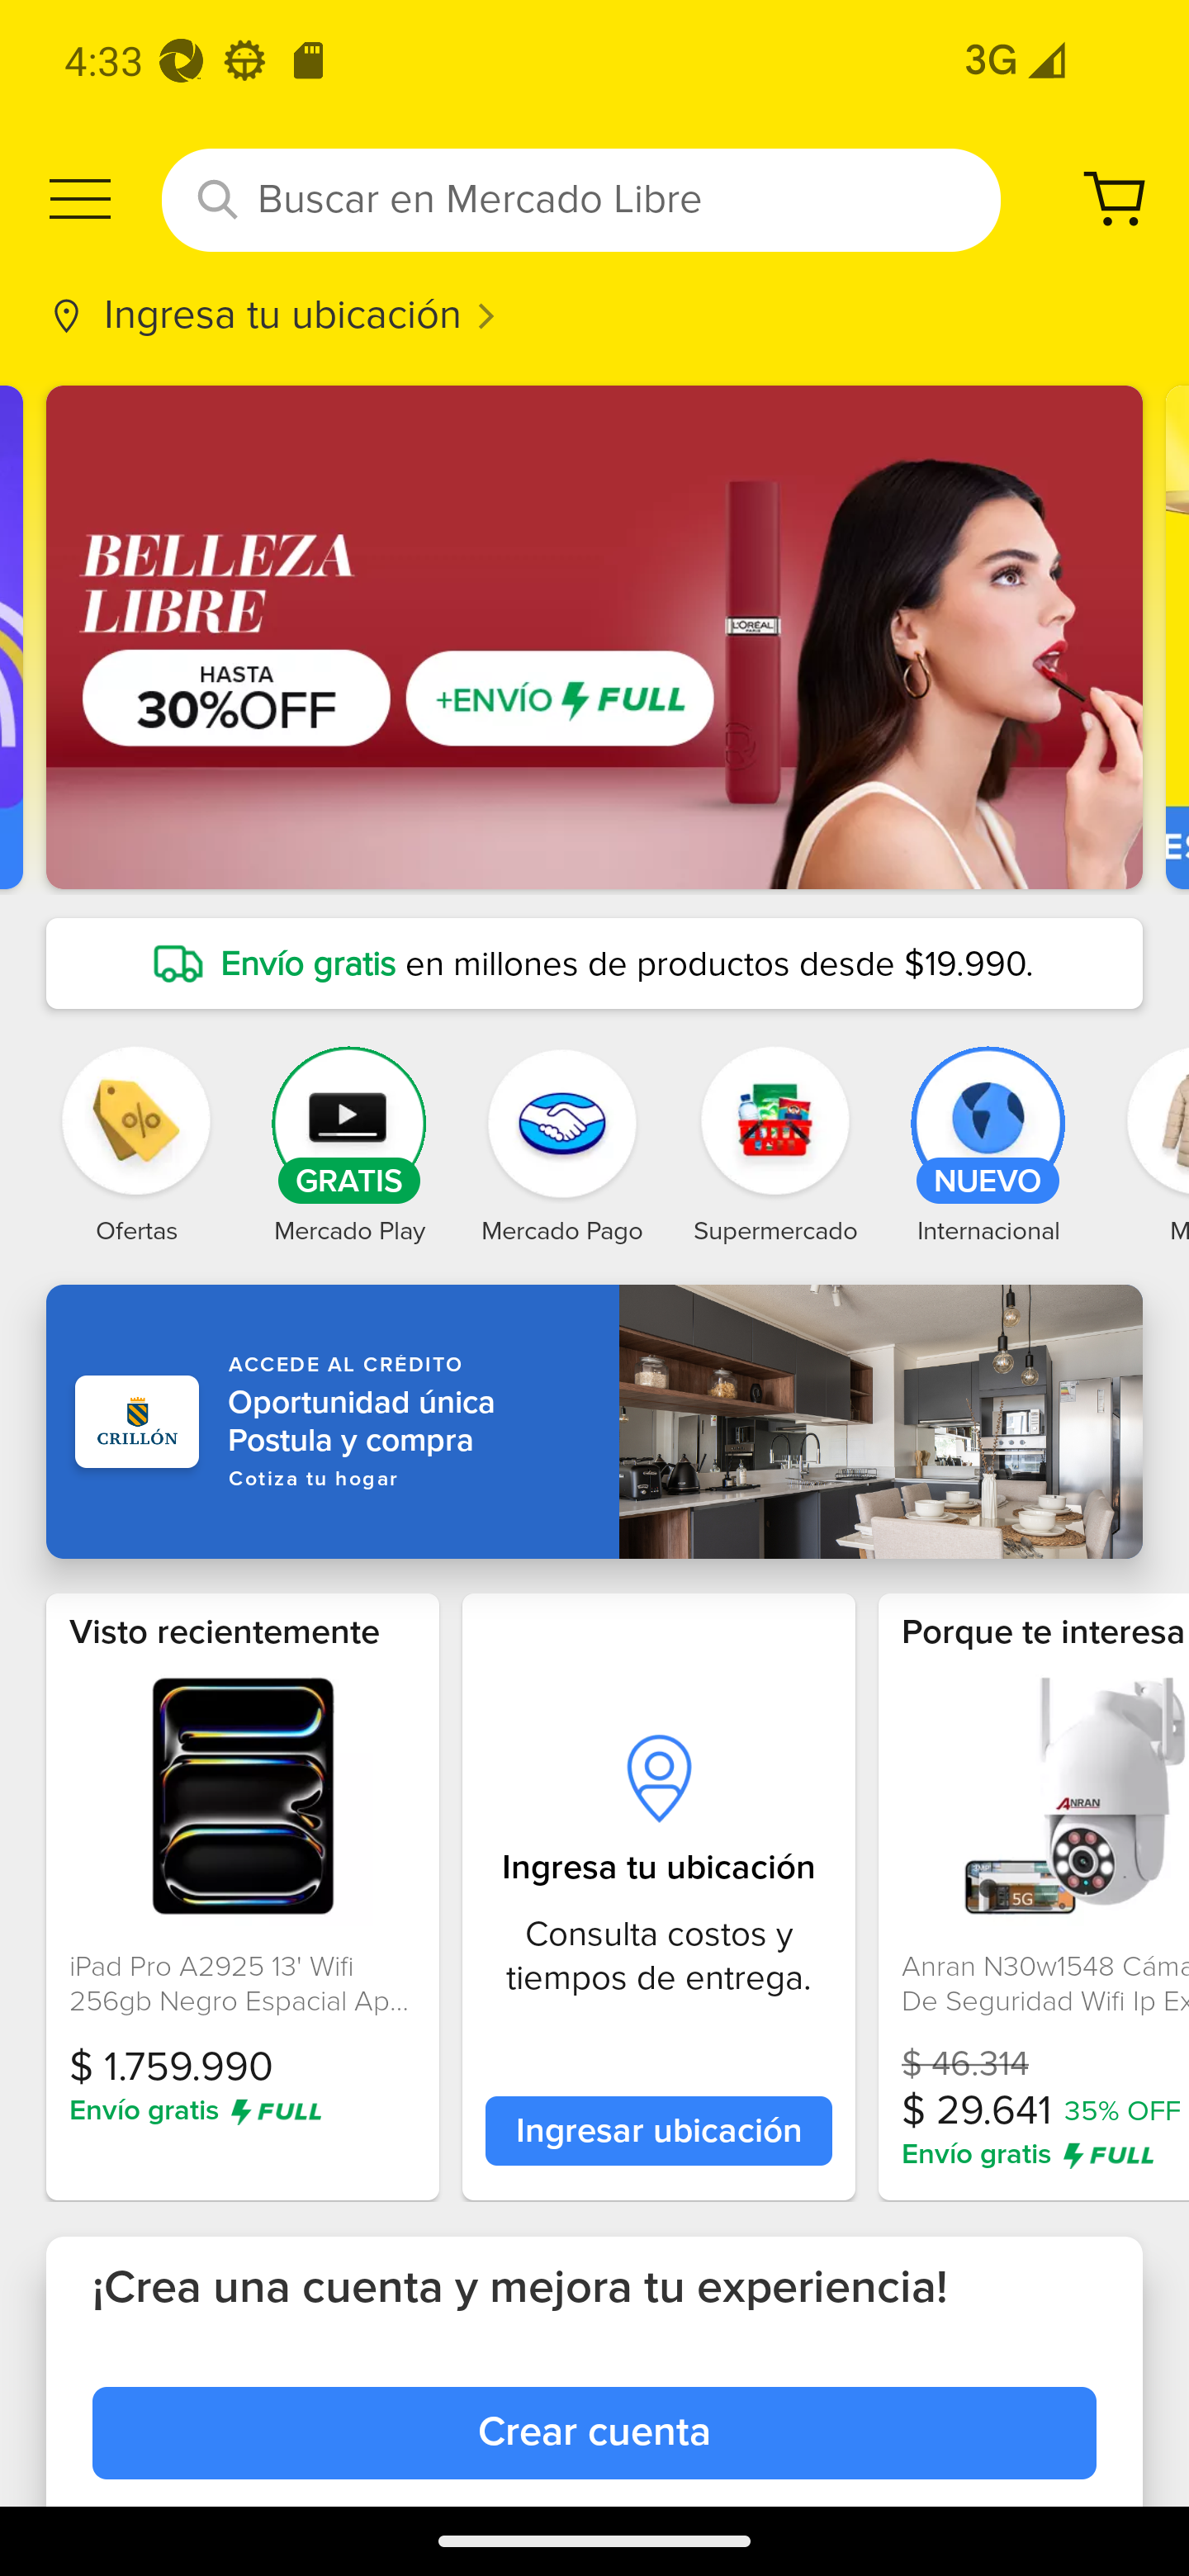 4:33
3G
Buscar en Mercado Libre
Ingresa tu ubicación
BELLEZA
LIBRE
HASTA
30%OFF
+ENVÍO FULL
L'ORÉAL
PARIS
Envío gratis en millones de productos desde $19.990.
GRATIS
NUEVO
Ofertas
Mercado Play
Mercado Pago
Supermercado
Internacional
M
CRILLÓN
ACCEDE AL CRÉDITO
Oportunidad única
Postula y compra
Cotiza tu hogar
Visto recientemente
iPad Pro A2925 13' Wifi
256gb Negro Espacial Ap...
$ 1.759.990
Envío gratis FULL
Ingresa tu ubicación
Consulta costos y
tiempos de entrega.
Ingresar ubicación
Porque te interesa
ANRAN
5G
Anran N30w1548 Cáma
De Seguridad Wifi Ip Ex
$ 46.314
$ 29.641 35% OFF
Envío gratis FULL
¡Crea una cuenta y mejora tu experiencia!
Crear cuenta